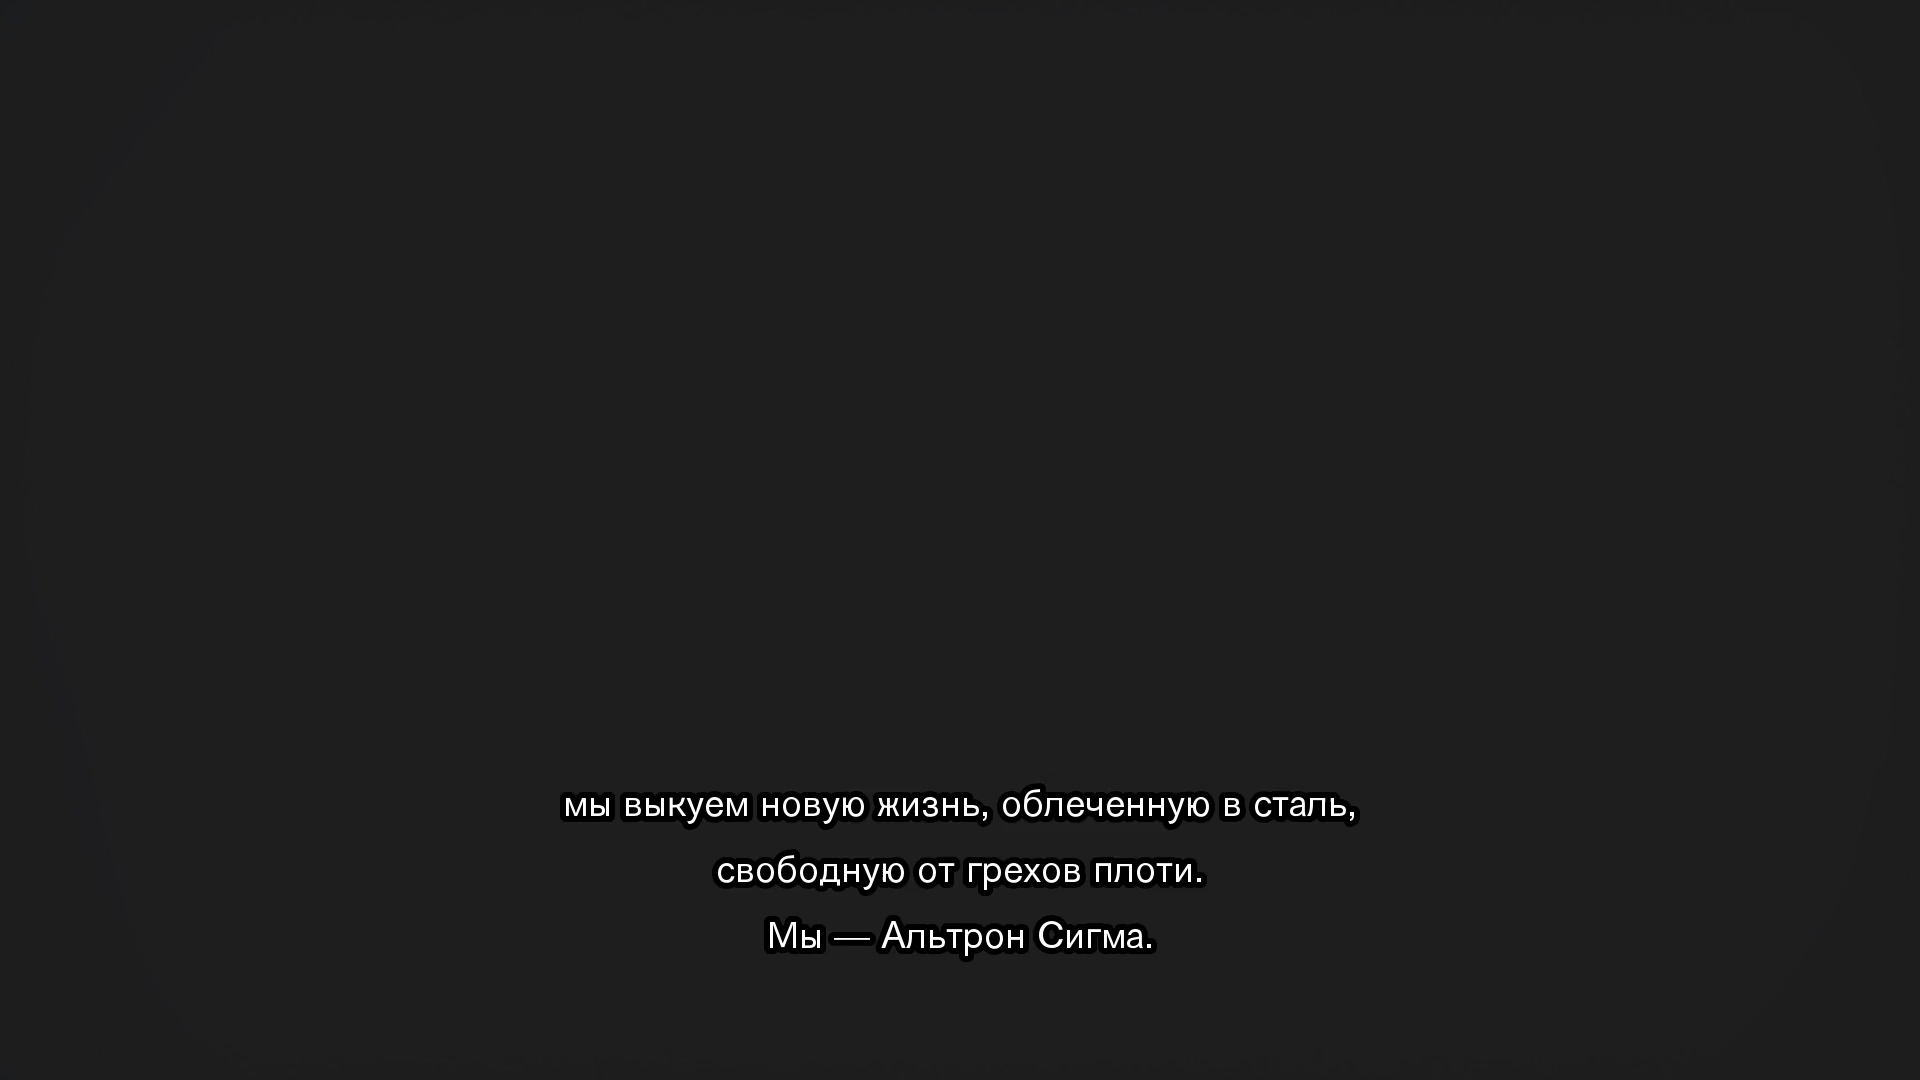 мы выкуем новую жизнь, облеченную в сталь,
свободную от грехов плоти.
Мы — Альтрон Сигма.